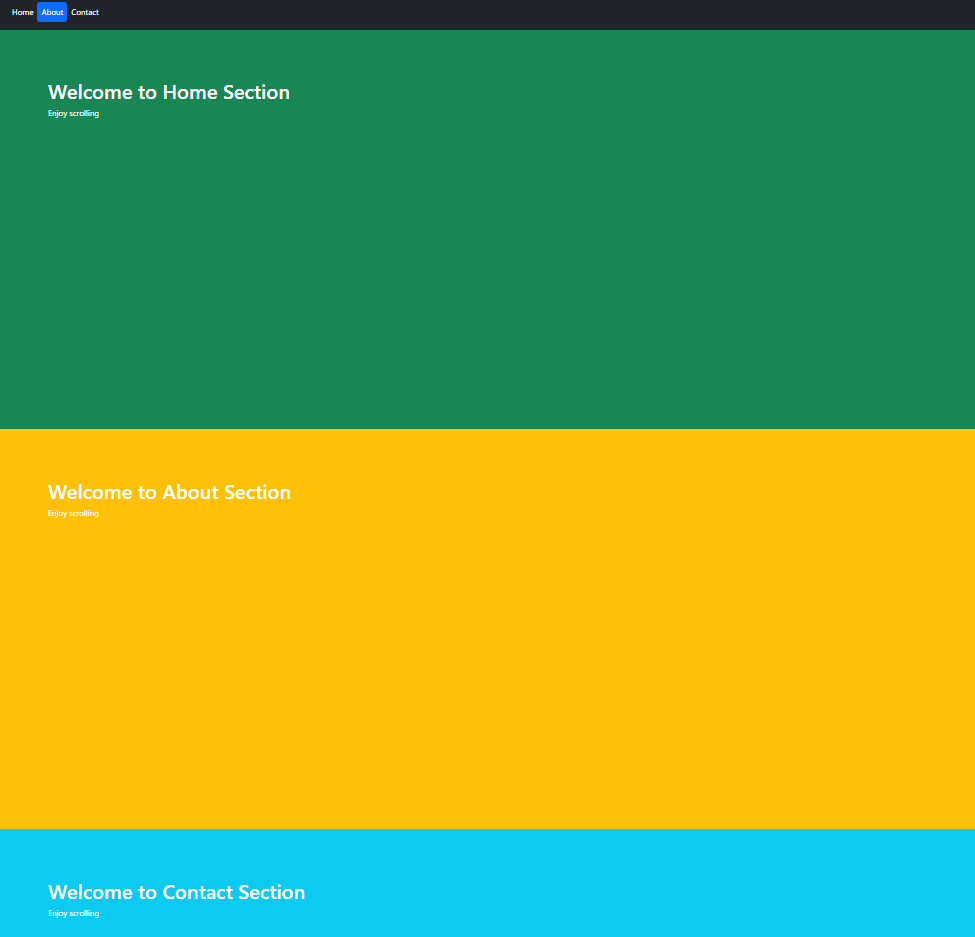 Home About Contact
Welcome to Home Section
Enjoy scrolling
Welcome to About Section
Enjoy scrolling
Welcome to Contact Section
Enjoy scrolling